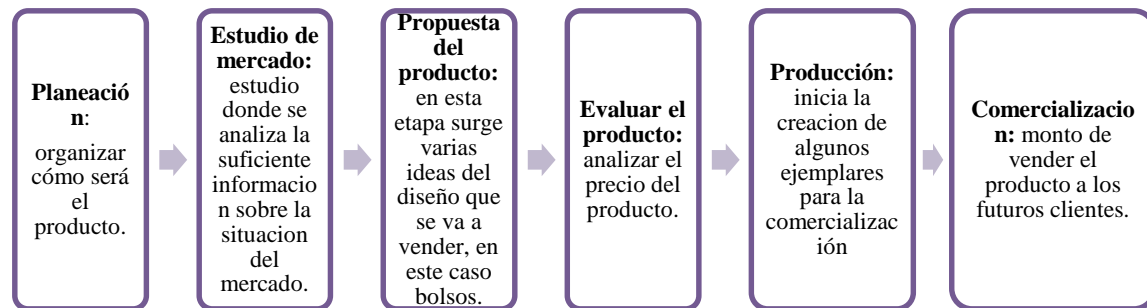 Planeació
n:
organizar
cómo será
el
producto.
Estudio de
mercado:
estudio
donde se
analiza la
suficiente
informacio
n sobre la
situacion
del
mercado.
Propuesta
del
producto:
en esta
etapa surge
varias
ideas del
diseño que
se va a
vender, en
este caso
bolsos.
Evaluar el
producto:
analizar el
precio del
producto.
Producción:
inicia la
creacion de
algunos
ejemplares
para la
comercializac
ión
Comercializacio
n: monto de
vender el
producto a los
futuros clientes.